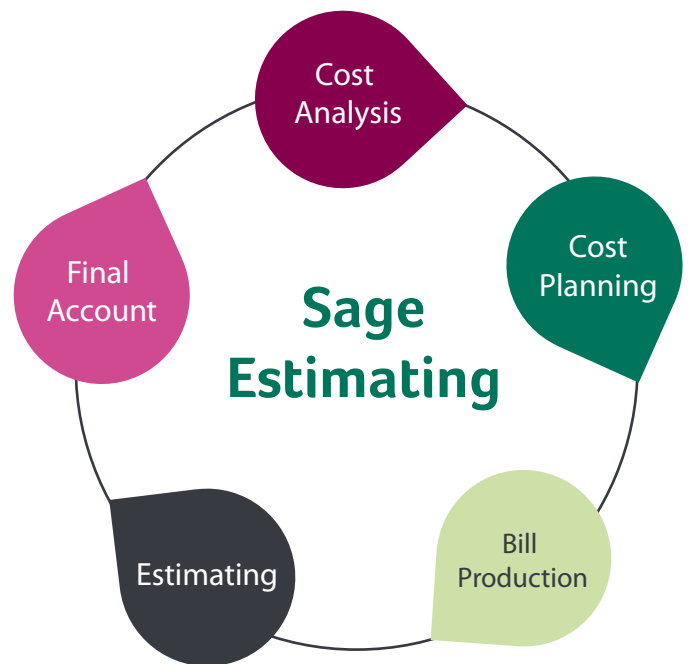 Cost
Analysis
Cost
Planning
Final
Account
Sage
Estimating
Bill
Production
Estimating